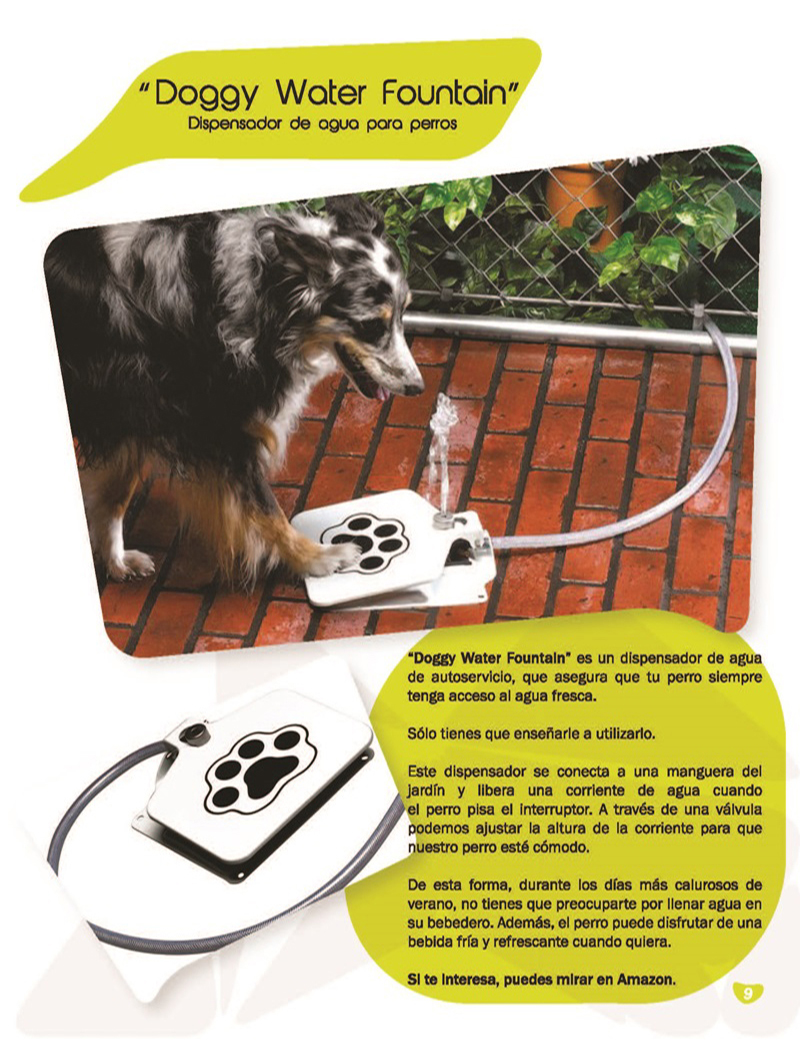 “Doggy Water Fountain”
Dispensador de agua para perros
“Doggy Water Fountain” es un dispensador de agua
de autoservicio, que asegura que tu perro siempre
tenga acceso al agua fresca.
Sólo tienes que enseñarle a utilizarlo.
Este dispensador se conecta a una manguera del
jardín y libera una corriente de agua cuando
el perro pisa el interruptor. A través de una válvula
podemos ajustar la altura de la corriente para que
nuestro perro esté cómodo.
De esta forma, durante los días más calurosos de
verano, no tienes que preocuparte por llenar agua en
su bebedero. Además, el perro puede disfrutar de una
bebida fría y refrescante cuando quiera.
Si te interesa, puedes mirar en Amazon.
9